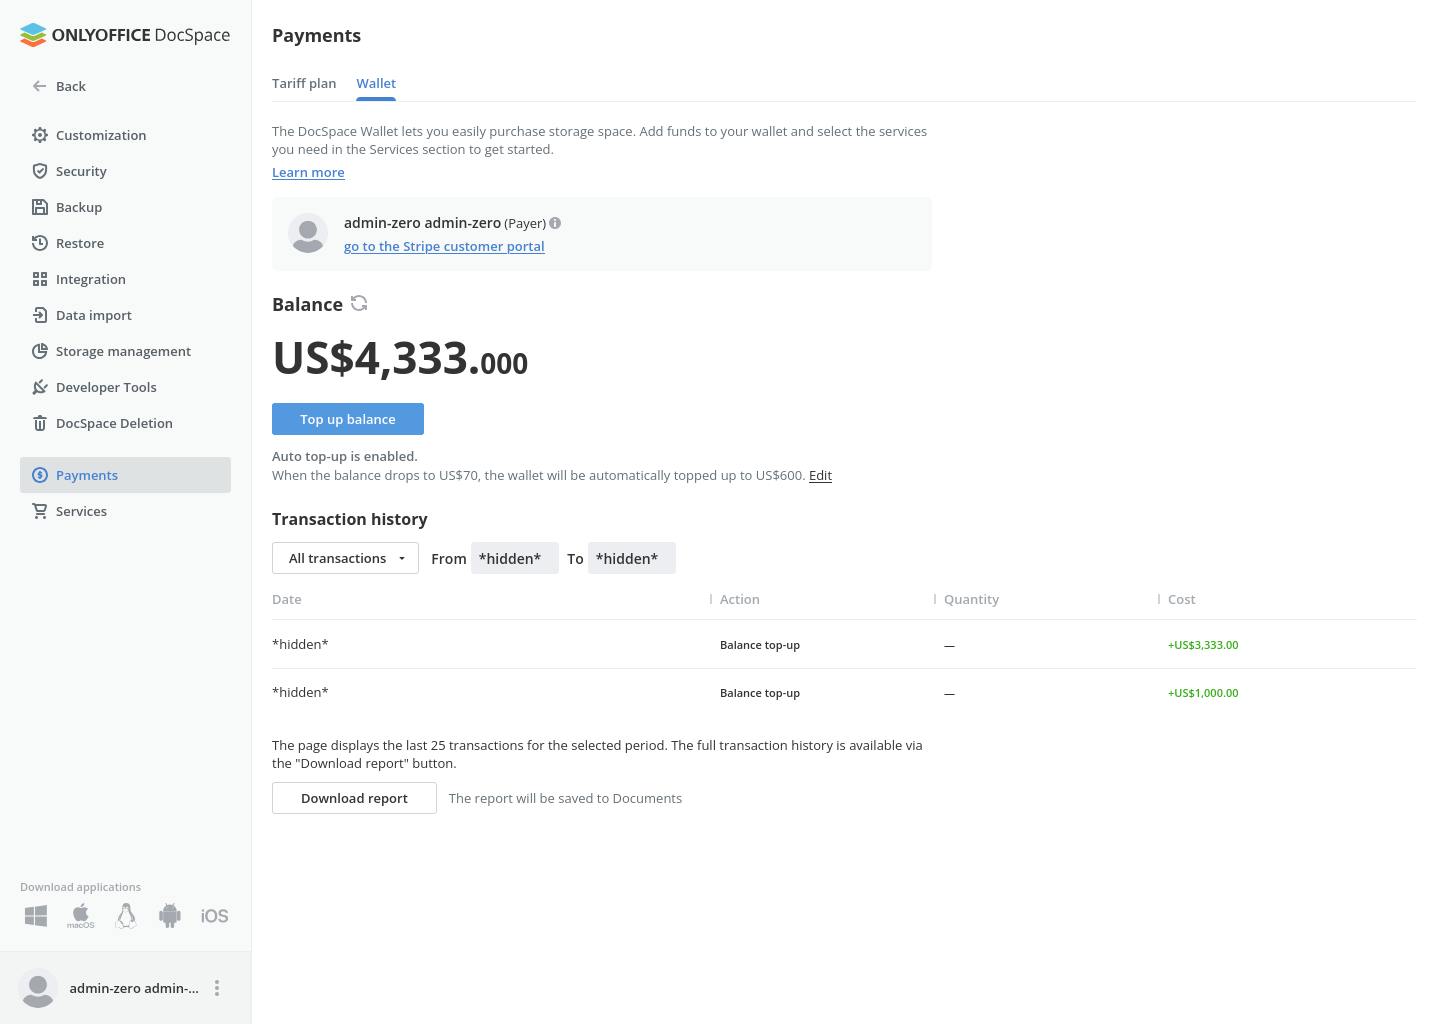 ONLYOFFICE DocSpace
Back
Customization
Security
Backup
Restore
Integration
Data import
Storage management
Developer Tools
DocSpace Deletion
Payments
Services
Download applications
macOS
iOS
admin-zero admin-...
Payments
Tariff plan Wallet
The DocSpace Wallet lets you easily purchase storage space. Add funds to your wallet and select the services
you need in the Services section to get started.
Learn more
admin-zero admin-zero (Payer)
go to the Stripe customer portal
Balance
US$4,333.000
Top up balance
Auto top-up is enabled.
When the balance drops to US$70, the wallet will be automatically topped up to US$600. Edit
Transaction history
All transactions From *hidden* To *hidden*
Date Action Quantity Cost
*hidden* Balance top-up — +US$3,333.00
*hidden* Balance top-up — +US$1,000.00
The page displays the last 25 transactions for the selected period. The full transaction history is available via
the "Download report" button.
Download report The report will be saved to Documents